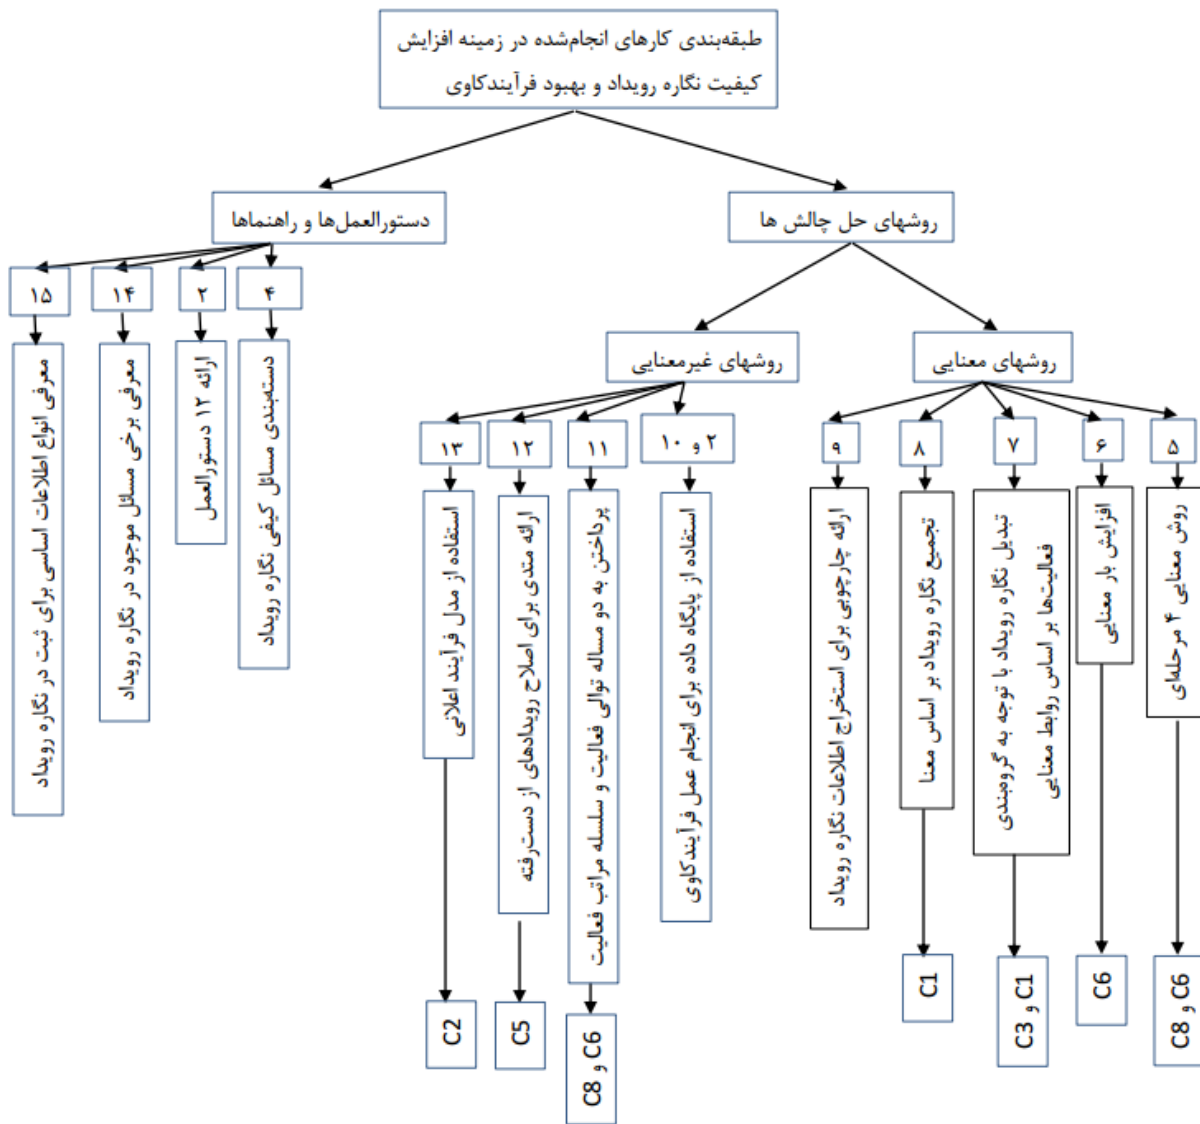 طبقه‌بندی کارهای انجام‌شده در زمینه افزایش
کیفیت نگاره رویداد و بهبود فرآیندکاوی
روشهای حل چالش ها
دستورالعمل‌ها و راهنماها
روشهای معنایی
روشهای غیرمعنایی
۴
۲
۱۴
۱۵
دسته‌بندی مسائل کیفی نگاره رویداد
ارائه ۱۲ دستورالعمل
معرفی برخی مسائل موجود در نگاره رویداد
معرفی انواع اطلاعات اساسی برای ثبت در نگاره رویداد
۵
۶
۷
۸
۹
۲ و ۱۰
۱۱
۱۲
۱۳
روش معنایی ۴ مرحله‌ای
افزایش بار معنایی
تبدیل نگاره رویداد با توجه به گروه‌بندی
فعالیت‌ها بر اساس روابط معنایی
تجمیع نگاره رویداد بر اساس معنا
ارائه چارچوبی برای استخراج اطلاعات نگاره رویداد
استفاده از پایگاه داده برای انجام عمل فرآیندکاوی
پرداختن به دو مساله توالی فعالیت و سلسله مراتب فعالیت
ارائه متدی برای اصلاح رویدادهای از دست‌رفته
استفاده از مدل فرآیند اعلانی
C8 و C6
C6
C3 و C1
C1
C8 و C6
C5
C2